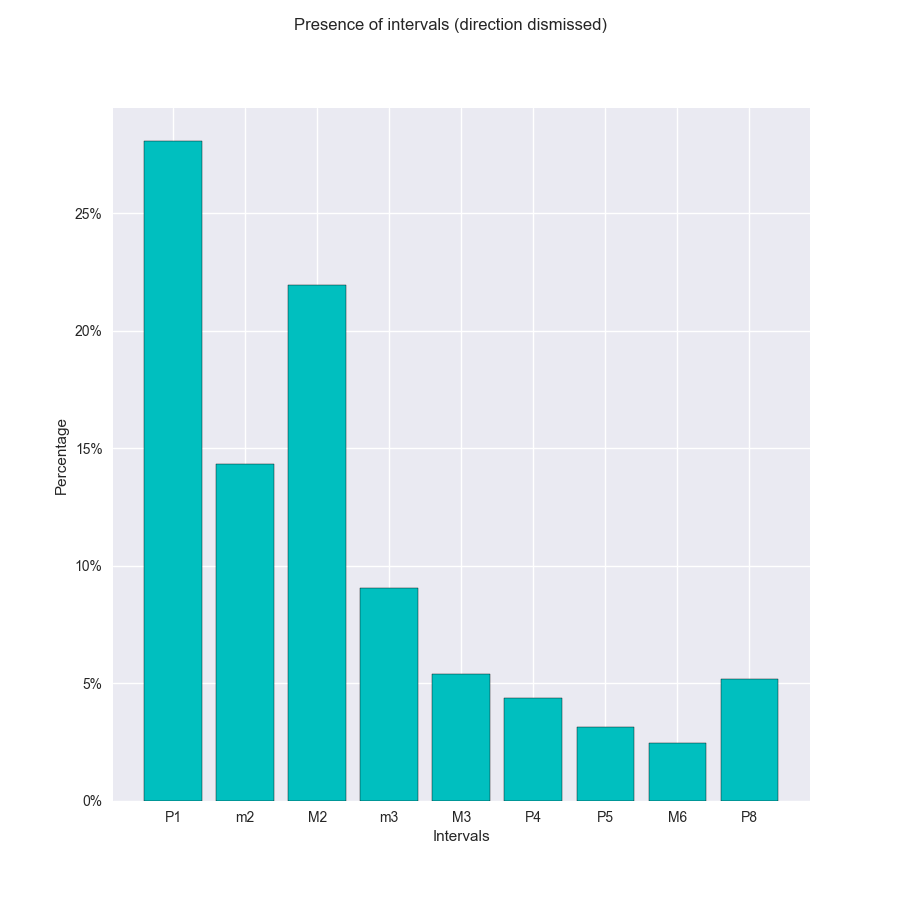 Presence of intervals (direction dismissed)
25%
20%
15%
10%
5%
0%
Percentage
P1 m2 M2 m3 M3 P4 P5 M6 P8
Intervals